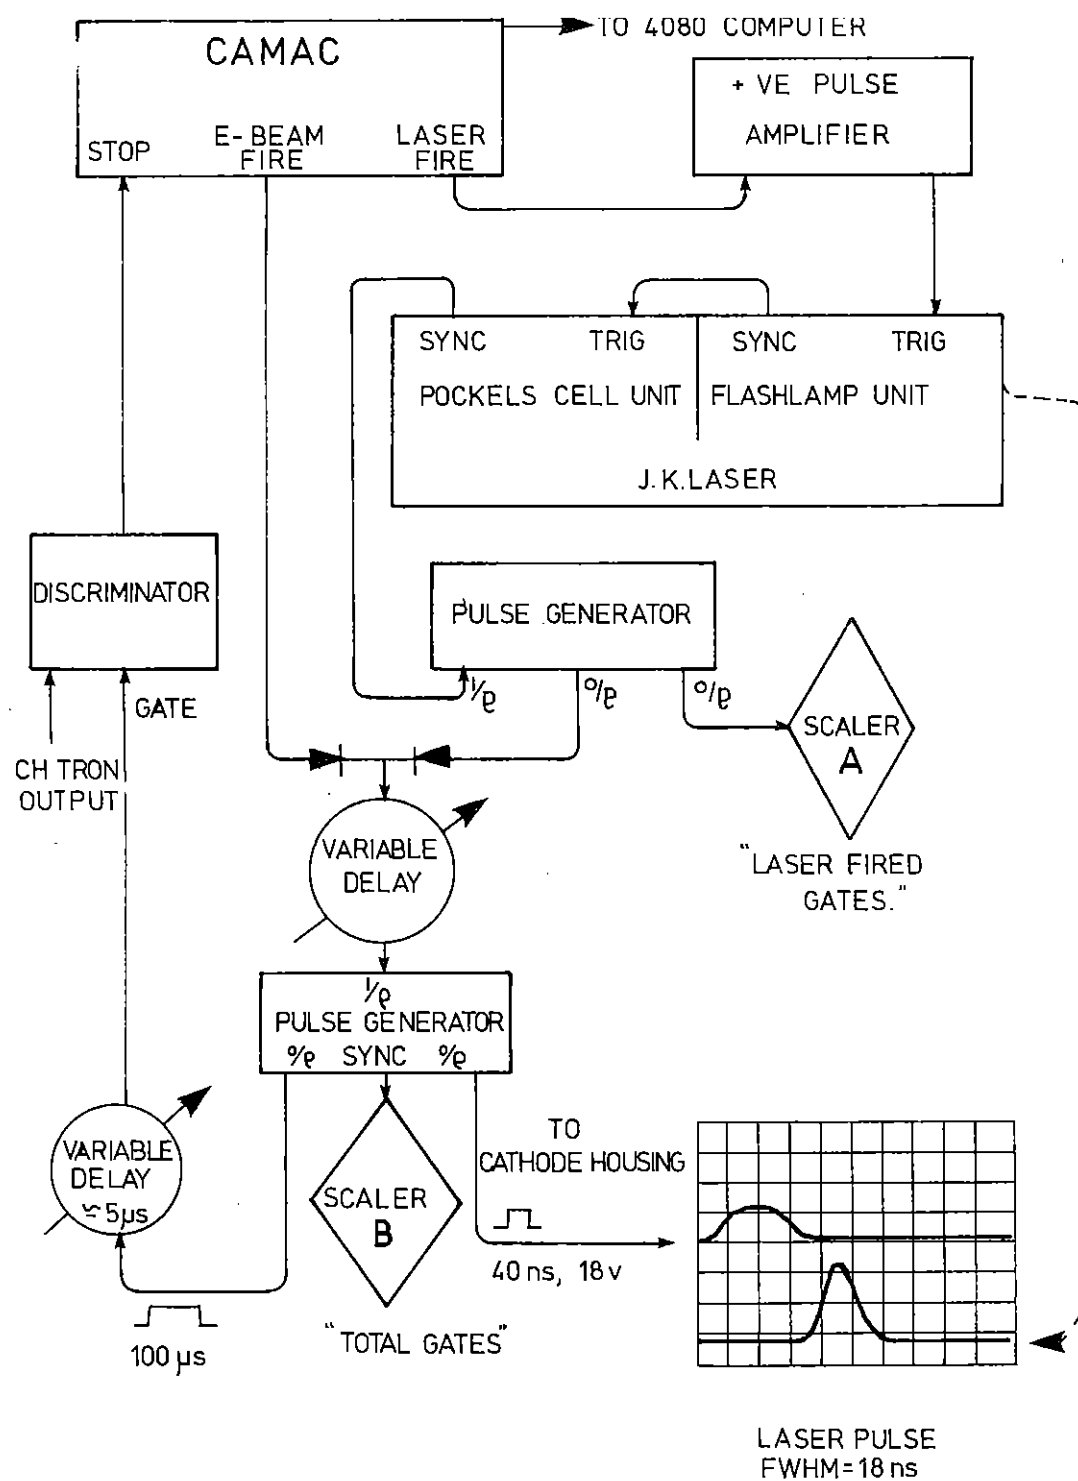 TO 4080 COMPUTER
CAMAC
STOP
E-BEAM
FIRE
LASER
FIRE
+ VE PULSE
AMPLIFIER
SYNC
TRIG
SYNC
TRIG
POCKELS CELL UNIT
FLASHLAMP UNIT
J.K.LASER
DISCRIMINATOR
GATE
CH TRON
OUTPUT
PULSE GENERATOR
I/P
O/P
O/P
SCALER
A
"LASER FIRED
GATES."
VARIABLE
DELAY
I/P
PULSE GENERATOR
O/P SYNC O/P
VARIABLE
DELAY
≃ 5µs
100 µs
SCALER
B
"TOTAL GATES"
TO
CATHODE HOUSING
40 ns, 18 v
LASER PULSE
FWHM = 18 ns